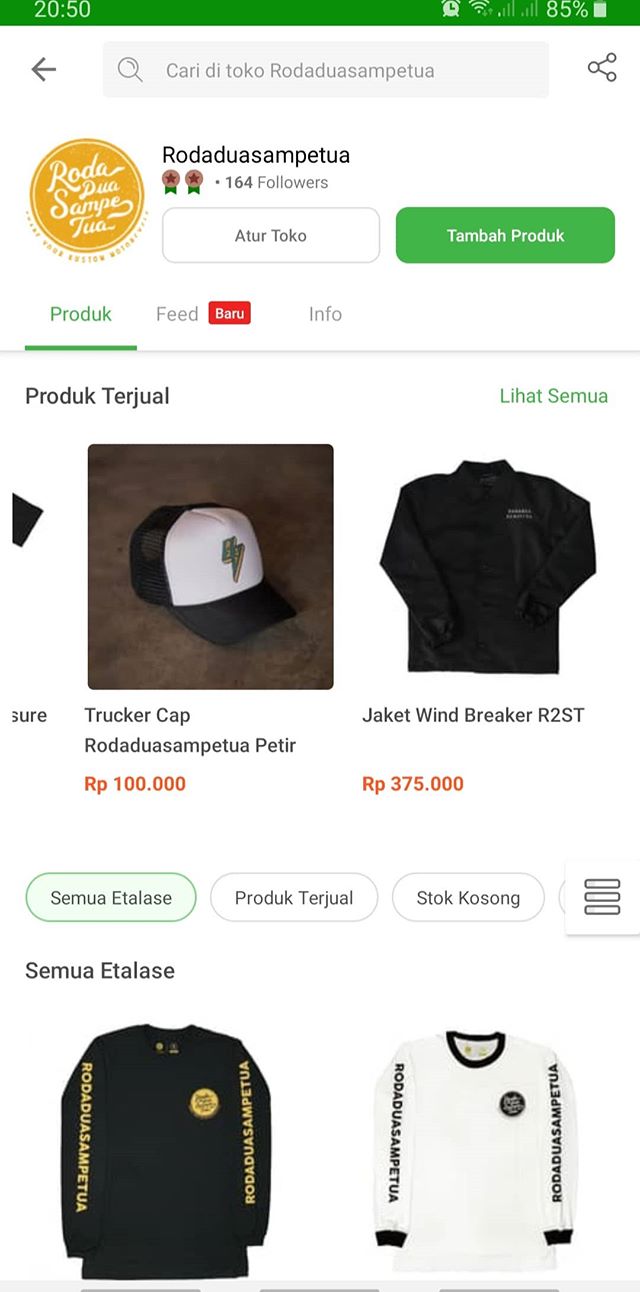 20:50
85%
Cari di toko Rodaduasampetua
Roda
Dua
Sampe
Tua
Rodaduasampetua
• 164 Followers
Atur Toko
Tambah Produk
Produk
Feed
Baru
Info
Produk Terjual
Lihat Semua
sure
Trucker Cap
Rodaduasampetua Petir
Rp 100.000
Jaket Wind Breaker R2ST
Rp 375.000
Semua Etalase
Produk Terjual
Stok Kosong
Semua Etalase
RODADUASAMPETUA
RODADUASAMPETUA
RODADUASAMPETUA
RODADUASAMPETUA